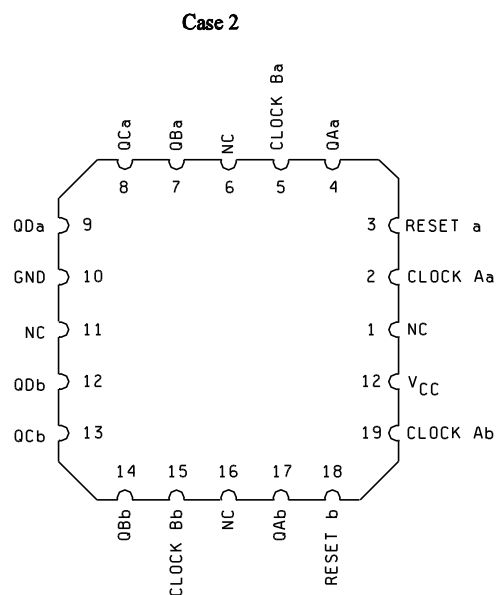 Case 2
QCa
QBa
NC
CLOCK Ba
QAa
8 7 6 5 4
QDa 9 3 RESET a
GND 10 2 CLOCK Aa
NC 11 1 NC
QDb 12 12 VCC
QCb 13 19 CLOCK Ab
14 15 16 17 18
QBb
CLOCK Bb
NC
QAb
RESET b